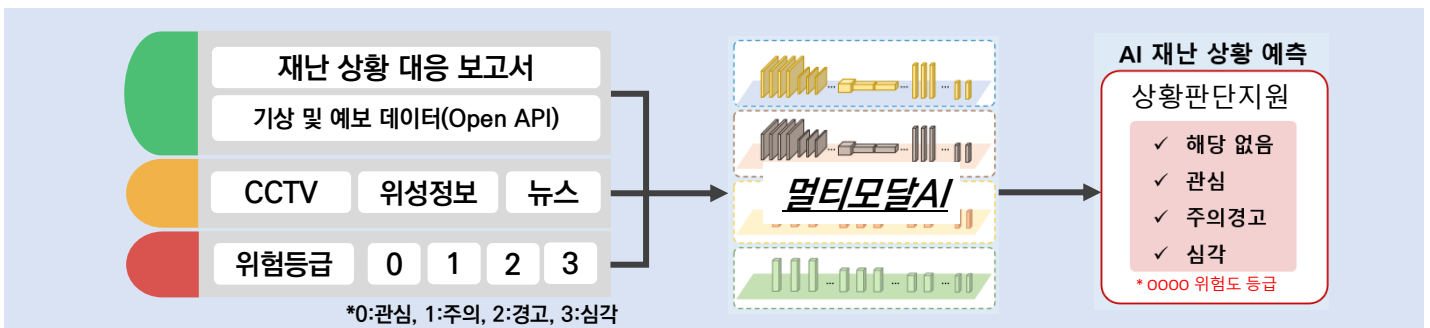 재난 상황 대응 보고서
기상 및 예보 데이터(Open API)
CCTV 위성정보 뉴스
위험등급 0 1 2 3
*0:관심, 1:주의, 2:경고, 3:심각
멀티모달AI
AI 재난 상황 예측
상황판단지원
✓ 해당 없음
✓ 관심
✓ 주의경고
✓ 심각
* oooo 위험도 등급